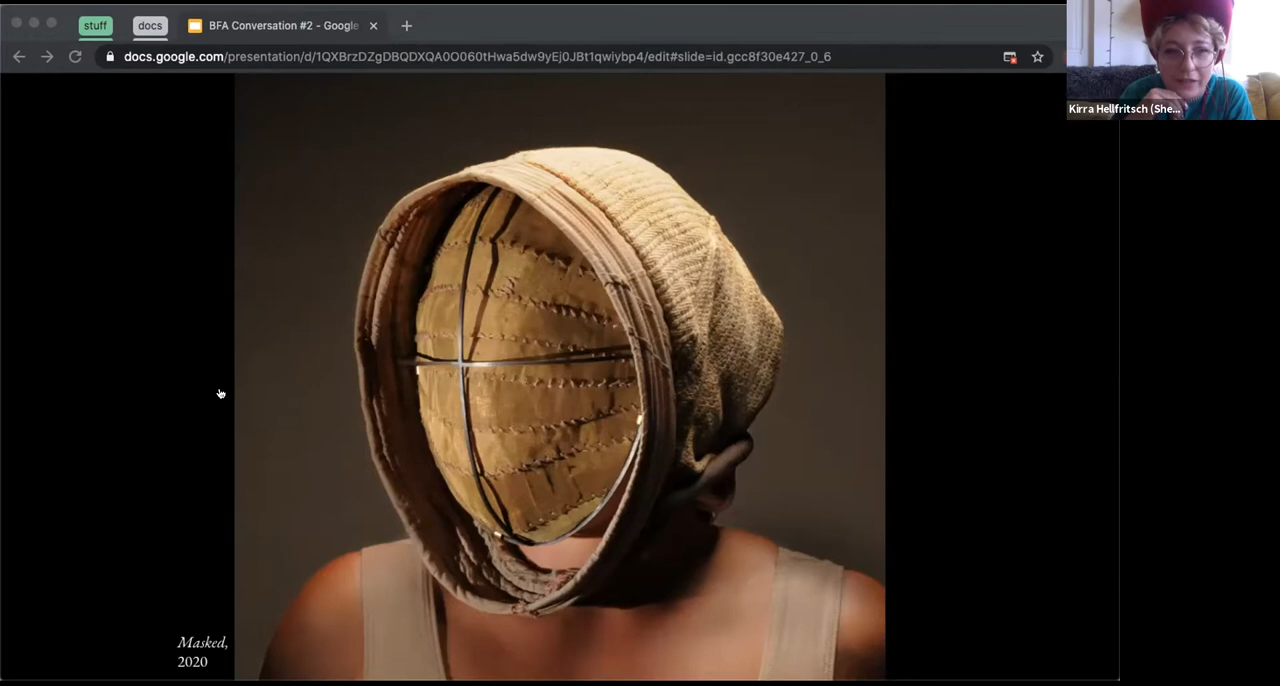 stuff
docs
BFA Conversation #2 - Google
docs.google.com/presentation/d/1QXBrzDZgDBQDXQA0O060tHwa5dw9yEj0JBt1qwiybp4/edit#slide=id.gcc8f30e427_0_6
Kirra Hellfritsch (She...
Masked,
2020